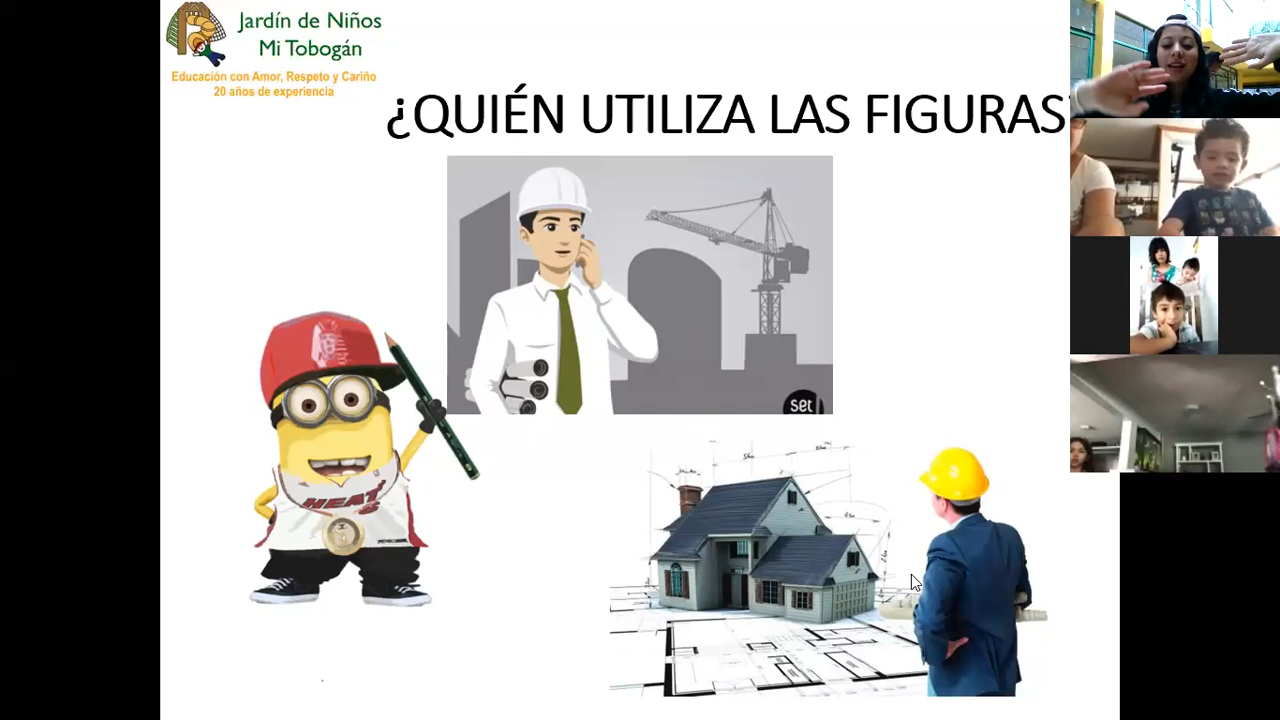 Jardín de Niños
Mi Tobogán
Educación con Amor, Respeto y Cariño
20 años de experiencia
¿QUIÉN UTILIZA LAS FIGURAS
set
HEAT